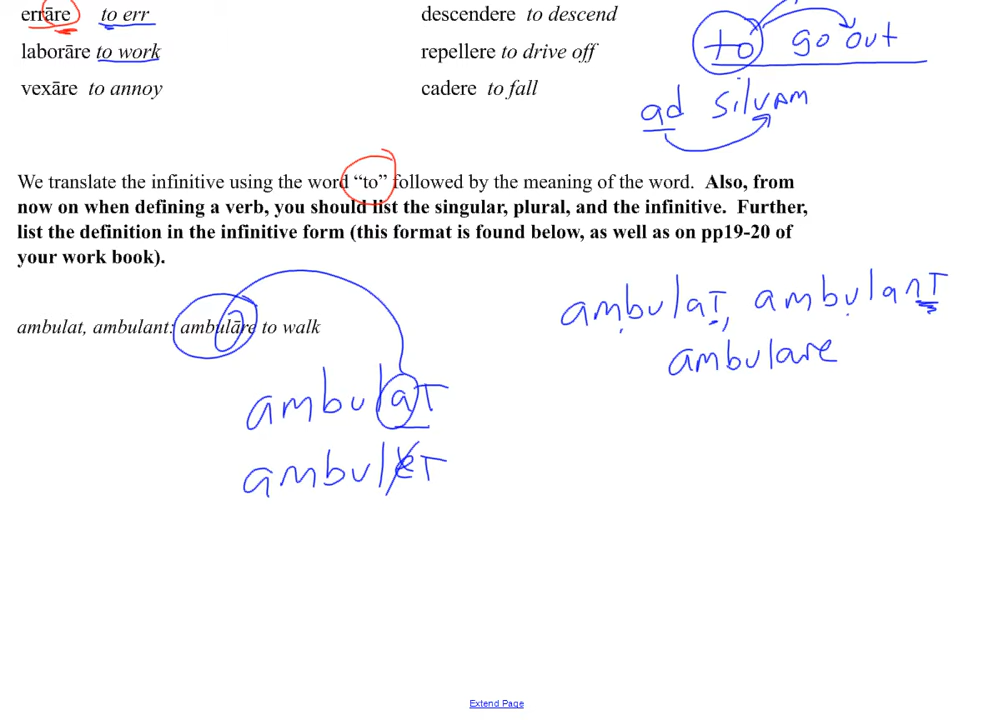 errāre to err
descendere to descend
to go out
laborāre to work
repellere to drive off
vexāre to annoy
cadere to fall
ad silvAM
We translate the infinitive using the word “to” followed by the meaning of the word. Also, from
now on when defining a verb, you should list the singular, plural, and the infinitive. Further,
list the definition in the infinitive form (this format is found below, as well as on pp19-20 of
your work book).
ambulaT, ambulanT
ambulat, ambulant: ambulāre to walk
ambulare
ambulaT
ambuleT
Extend Page